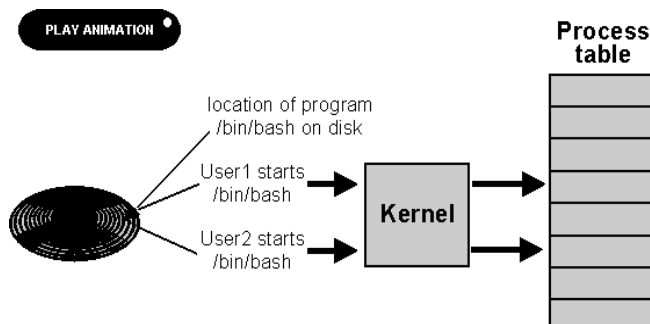 PLAY ANIMATION
Process
table
location of program
/bin/bash on disk
User1 starts
/bin/bash
User2 starts
/bin/bash
Kernel